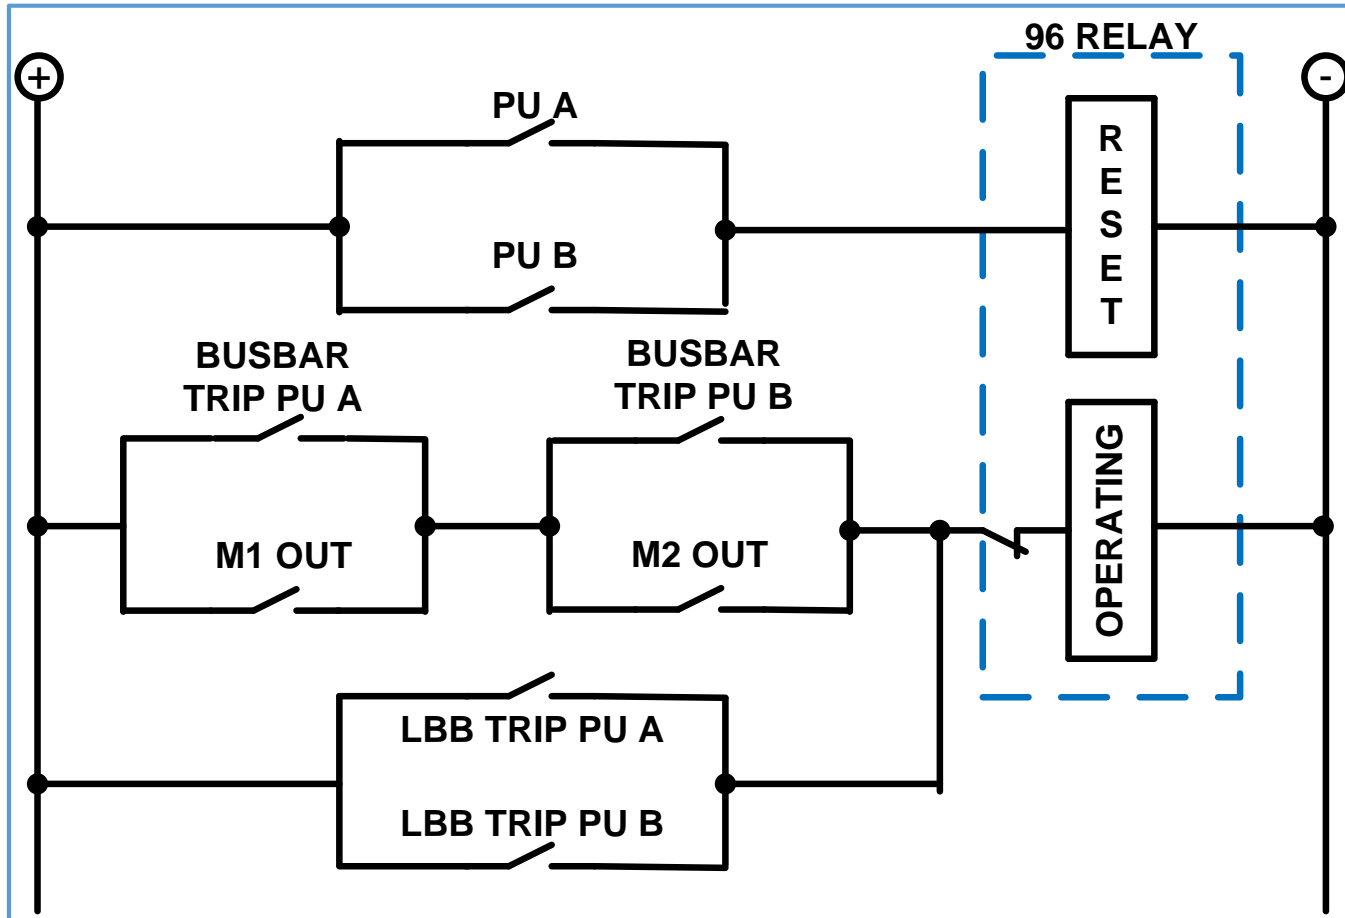 96 RELAY
+
-
PU A
RESET
PU B
BUSBAR
TRIP PU A
BUSBAR
TRIP PU B
OPERATING
M1 OUT
M2 OUT
LBB TRIP PU A
LBB TRIP PU B